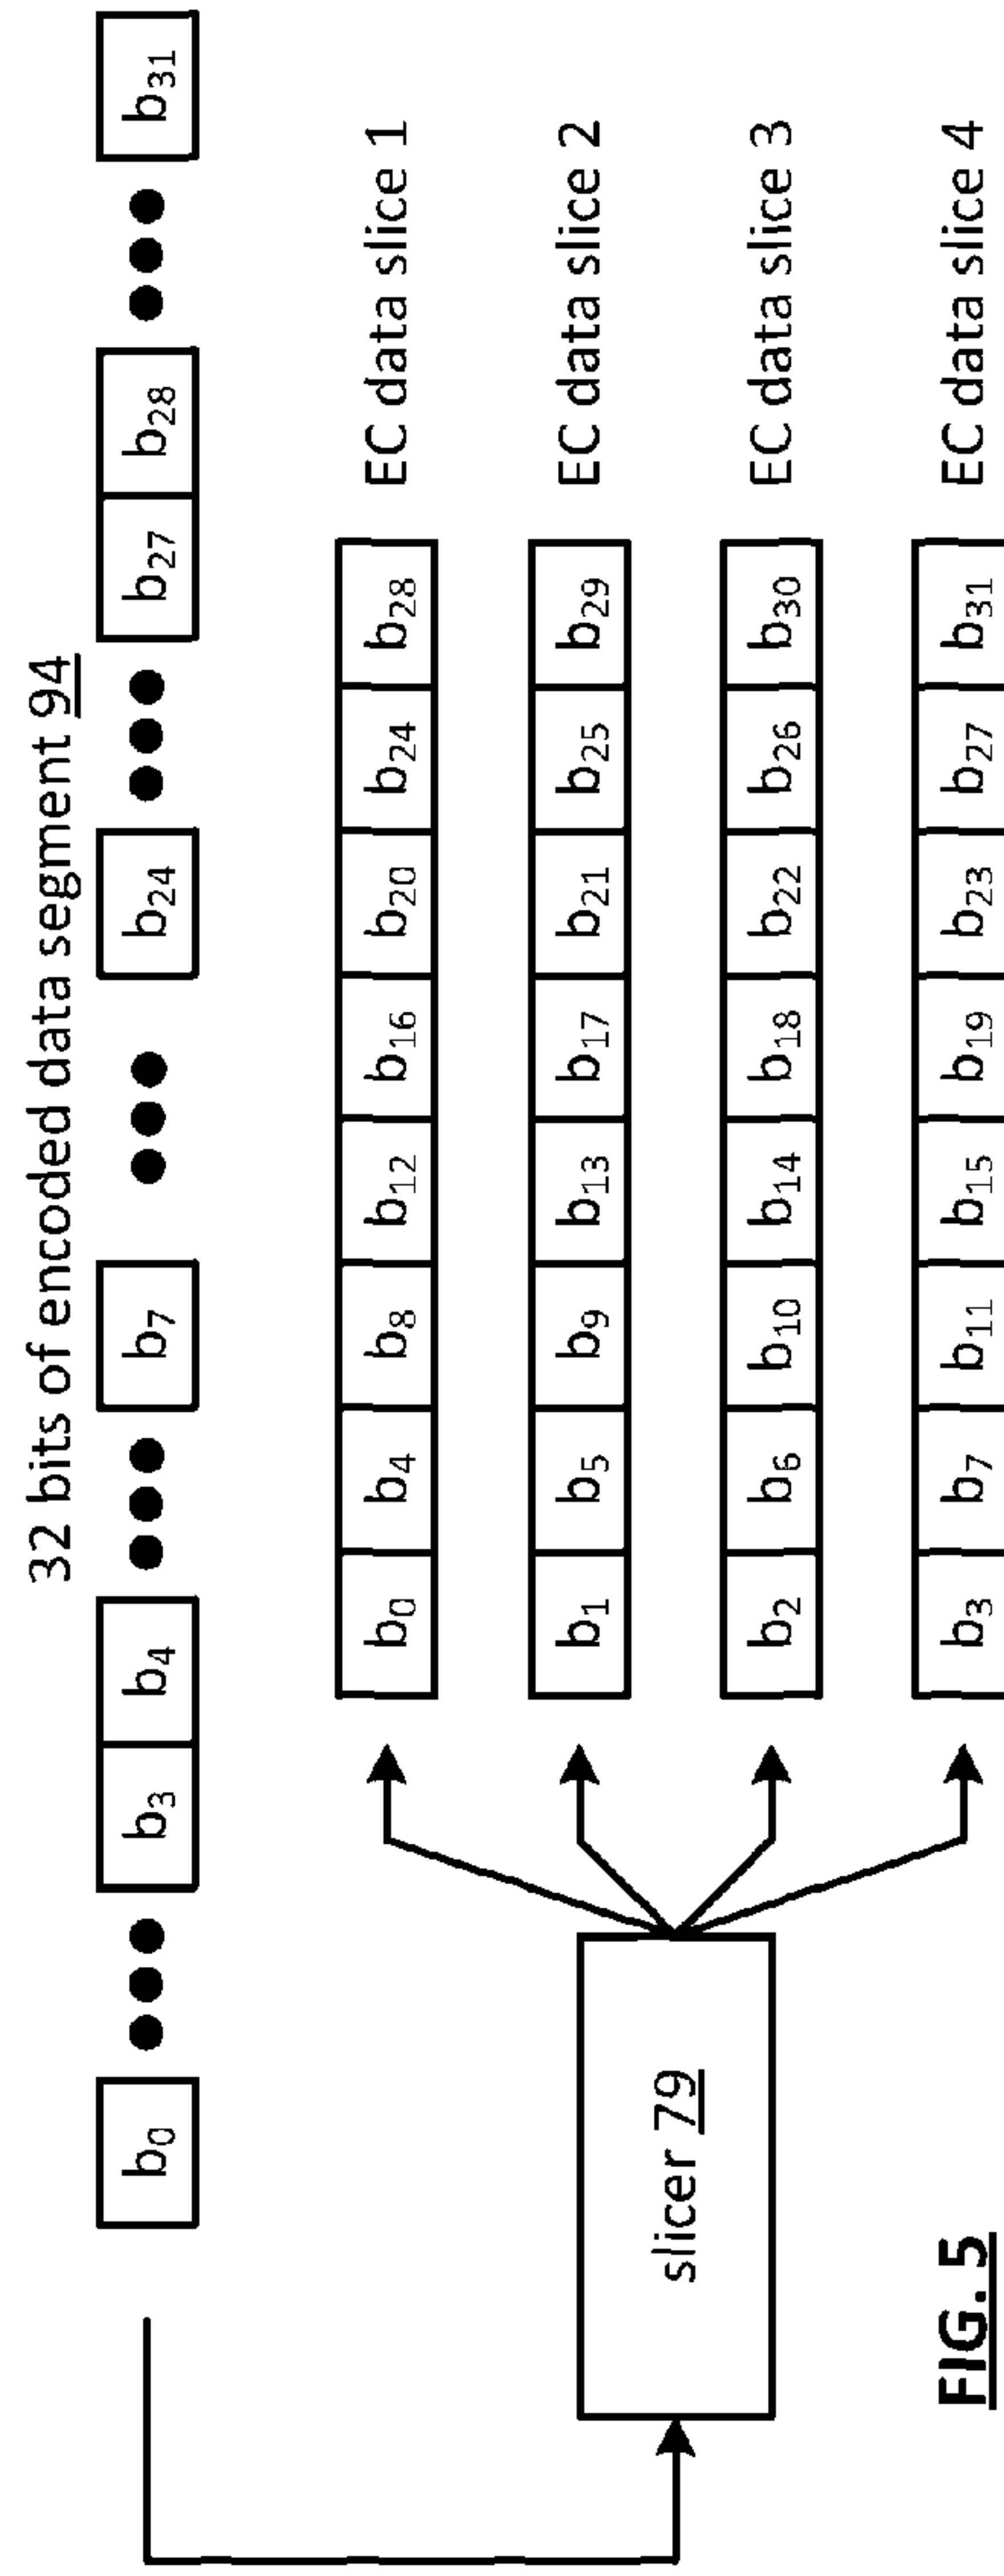 32 bits of encoded data segment 94
b0 ••• b3 b4 ••• b7 ••• b24 ••• b27 b28 ••• b31
b0 b4 b8 b12 b16 b20 b24 b28 EC data slice 1
b1 b5 b9 b13 b17 b21 b25 b29 EC data slice 2
slicer 79
b2 b6 b10 b14 b18 b22 b26 b30 EC data slice 3
b3 b7 b11 b15 b19 b23 b27 b31 EC data slice 4
FIG. 5